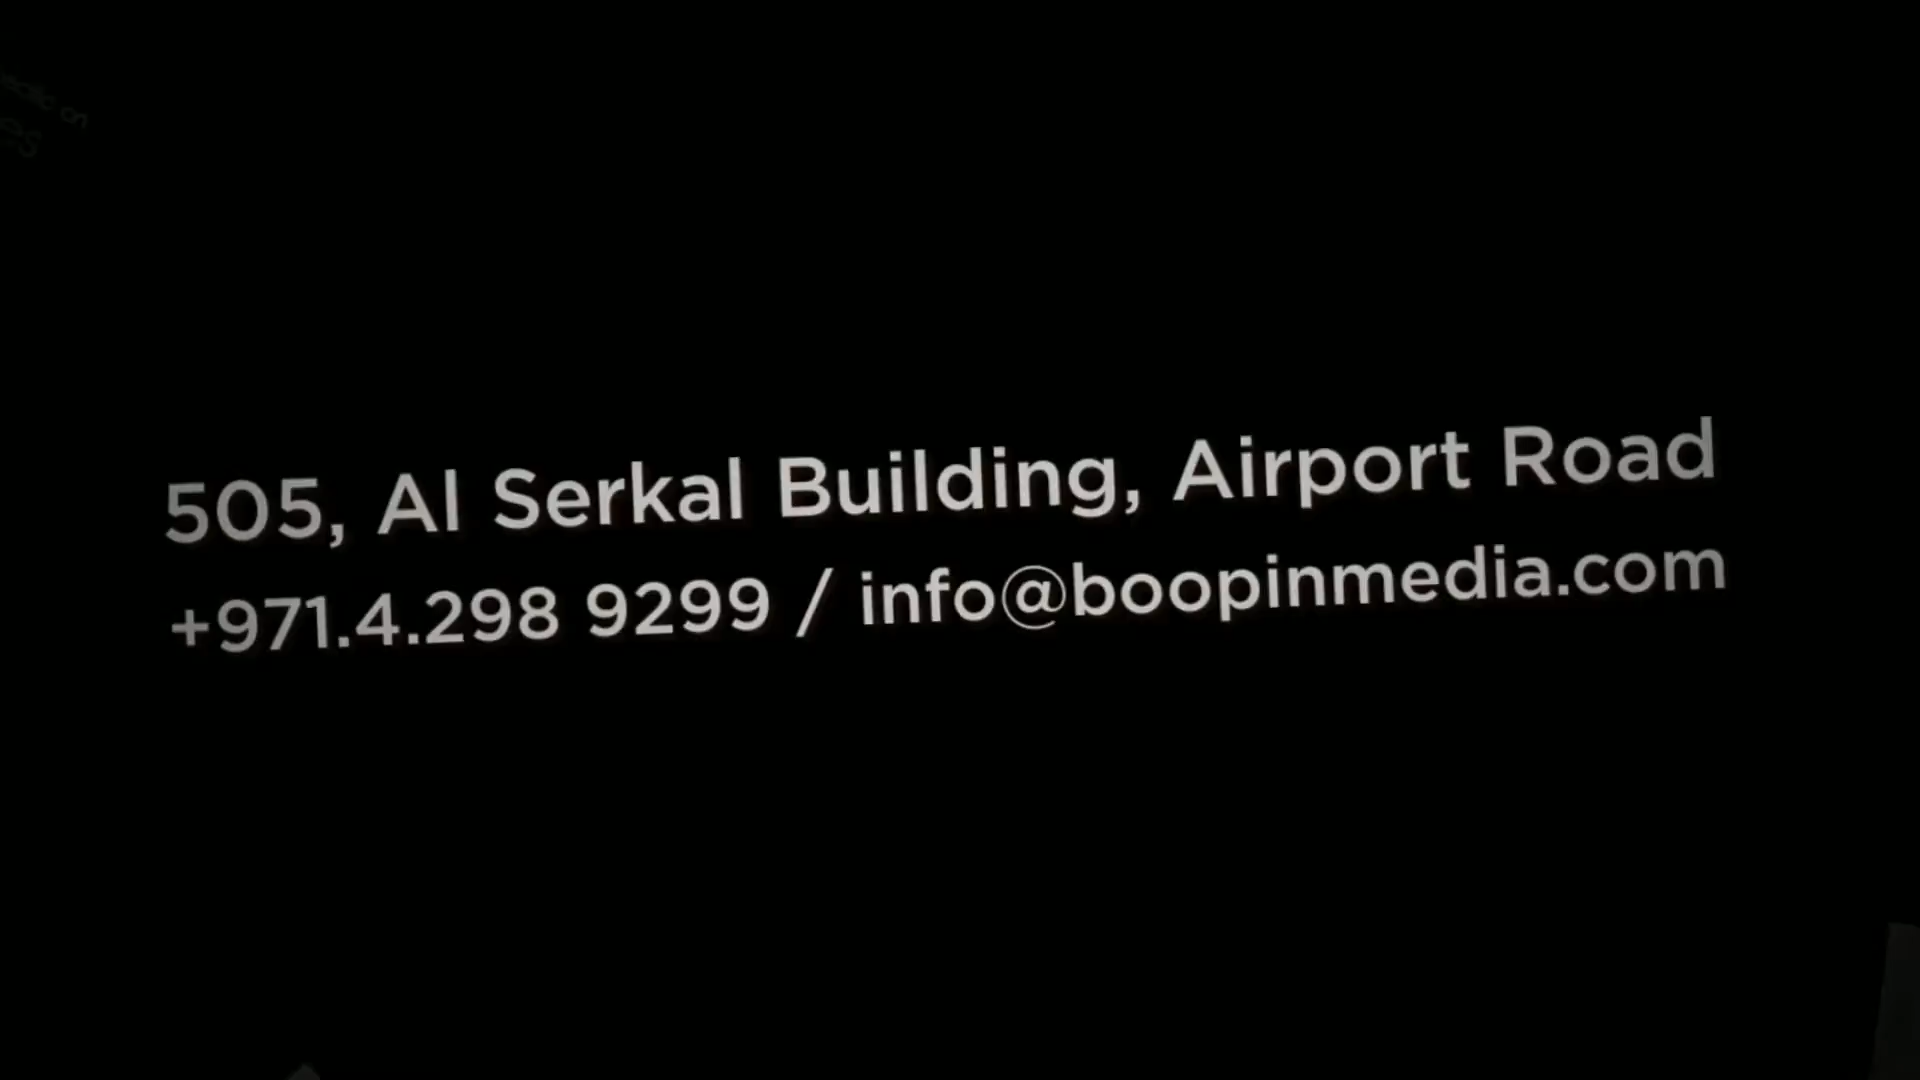 505, Al Serkal Building, Airport Road
+971.4.298 9299 / info@boopinmedia.com